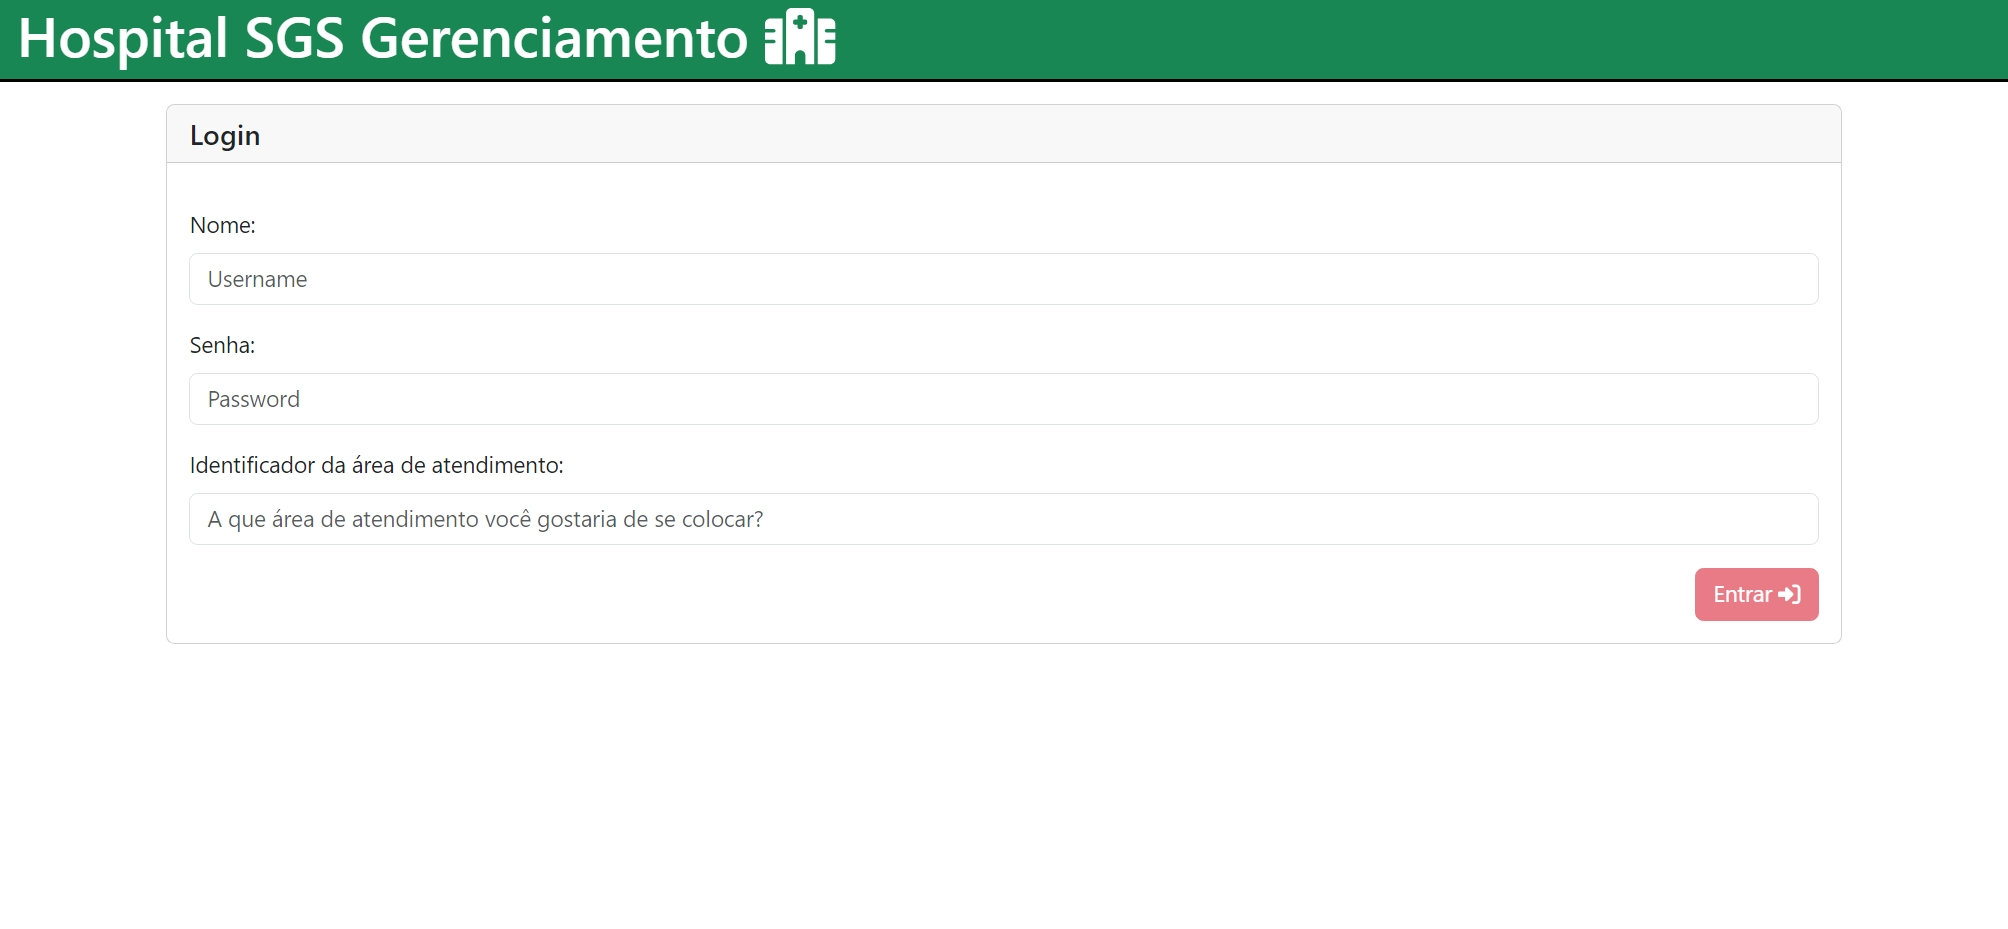 Hospital SGS Gerenciamento
Login
Nome:
Username
Senha:
Password
Identificador da área de atendimento:
A que área de atendimento você gostaria de se colocar?
Entrar